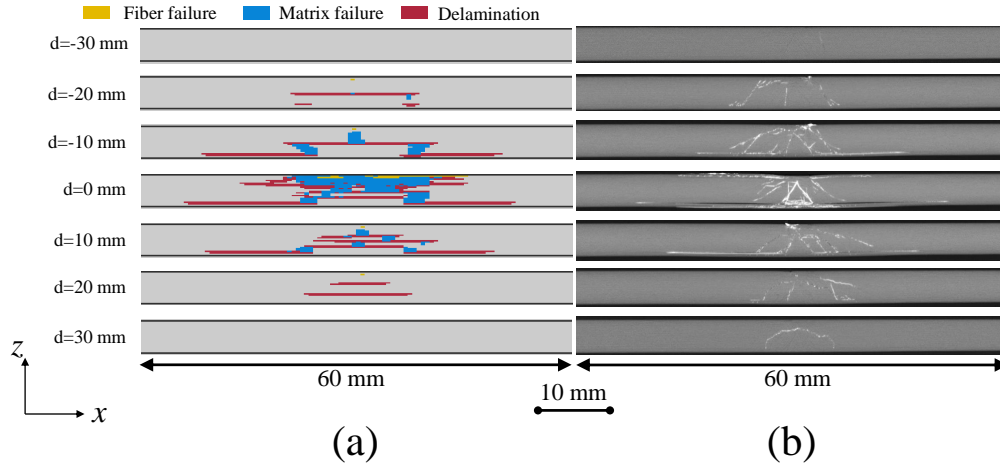 Fiber failure Matrix failure Delamination
d=-30 mm
d=-20 mm
d=-10 mm
d=0 mm
d=10 mm
d=20 mm
d=30 mm
60 mm 60 mm
z
x
10 mm
(a) (b)